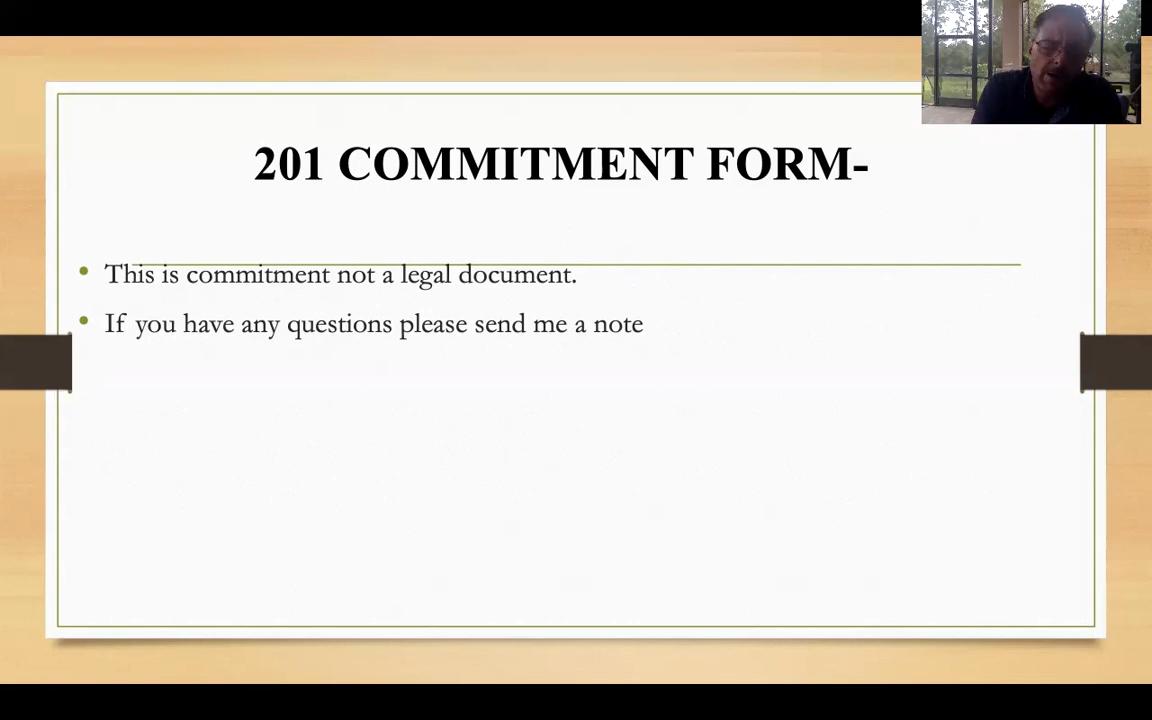 201 COMMITMENT FORM-
• This is commitment not a legal document.
• If you have any questions please send me a note